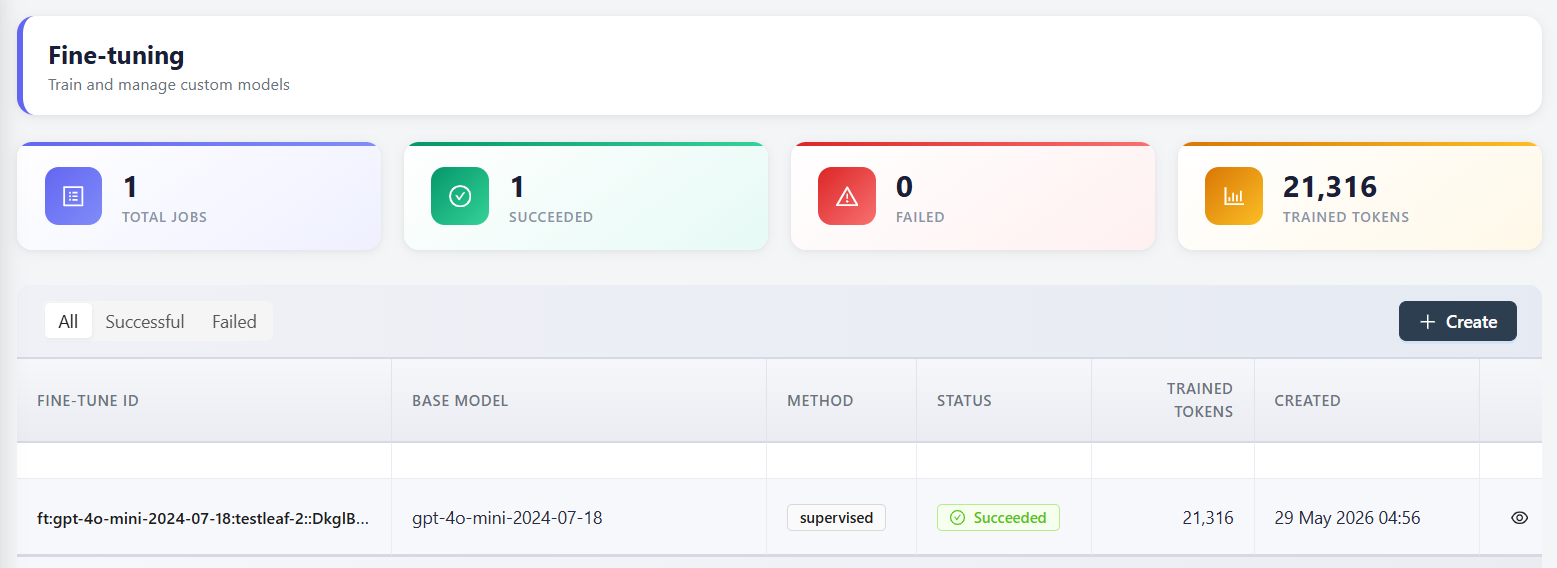 Fine-tuning
Train and manage custom models
1
TOTAL JOBS
1
SUCCEEDED
0
FAILED
21,316
TRAINED TOKENS
All Successful Failed
Create
FINE-TUNE ID BASE MODEL METHOD STATUS TRAINED TOKENS CREATED
ft:gpt-4o-mini-2024-07-18:testleaf-2::DkglB... gpt-4o-mini-2024-07-18 supervised Succeeded 21,316 29 May 2026 04:56